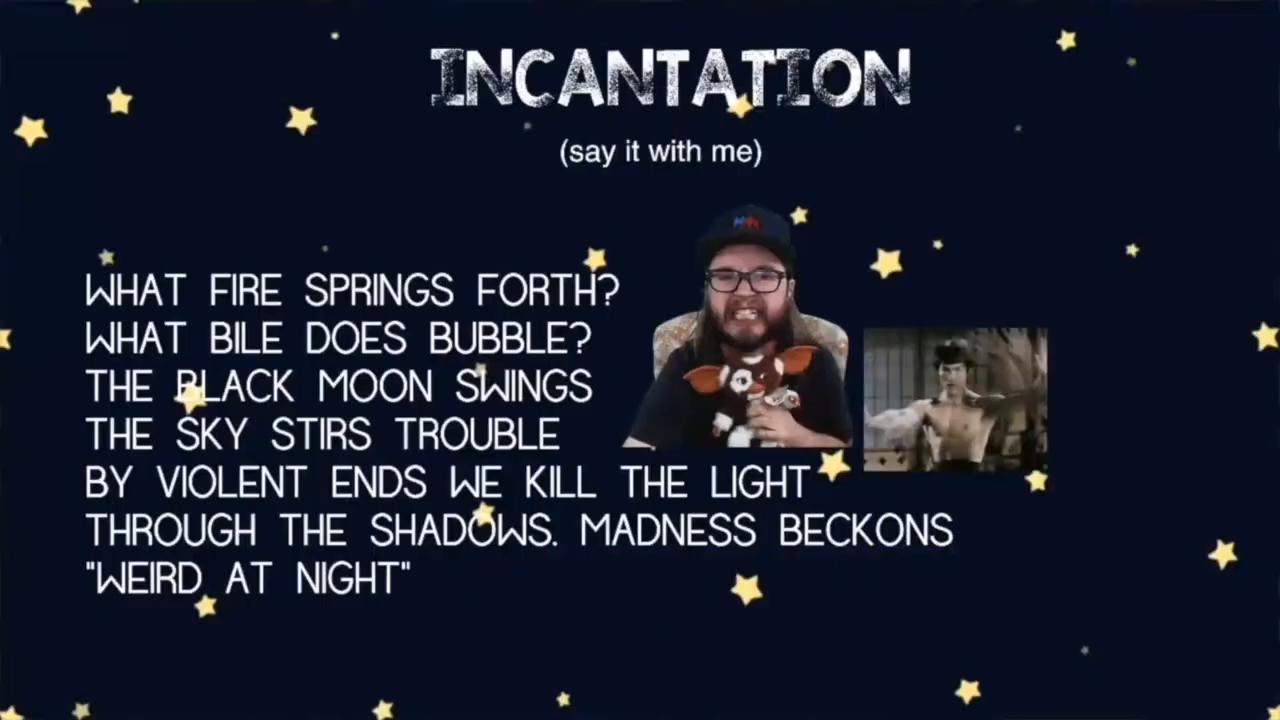 INCANTATION
(say it with me)
WHAT FIRE SPRINGS FORTH?
WHAT BILE DOES BUBBLE?
THE BLACK MOON SWINGS
THE SKY STIRS TROUBLE
BY VIOLENT ENDS WE KILL THE LIGHT
THROUGH THE SHADOWS. MADNESS BECKONS
"WEIRD AT NIGHT"